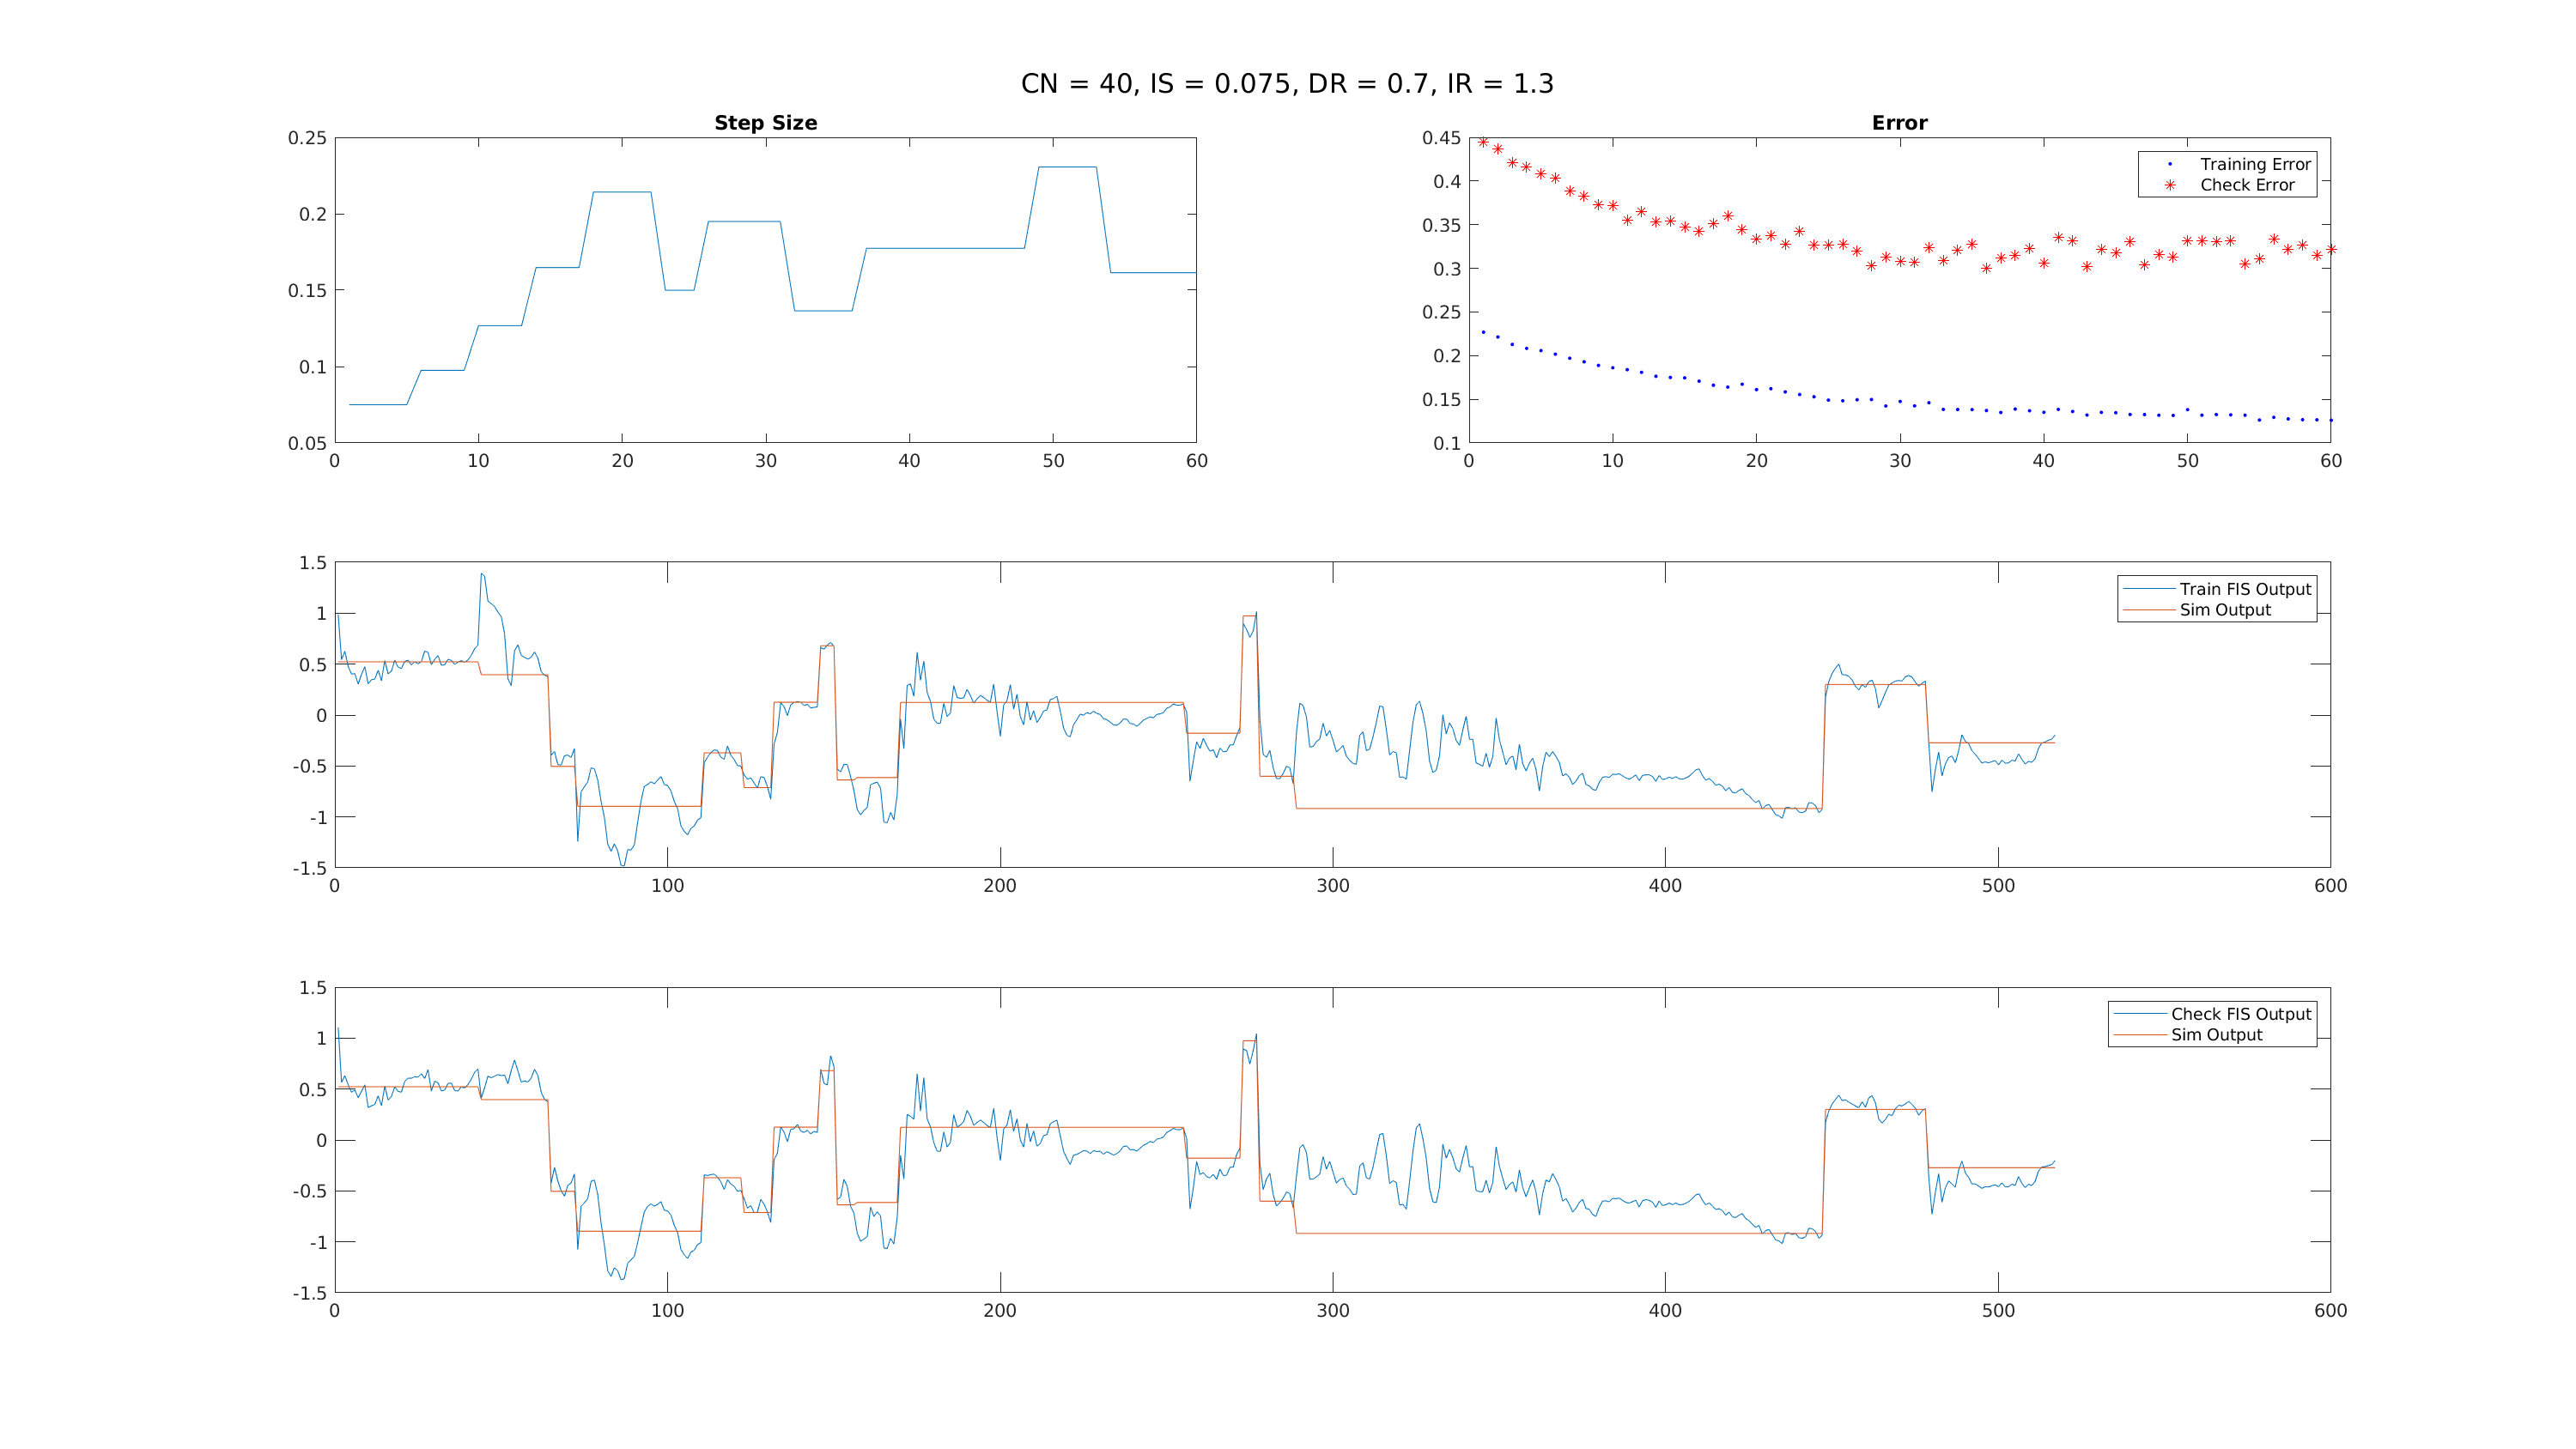 CN = 40, IS = 0.075, DR = 0.7, IR = 1.3
Step Size
0.25
0.2
0.15
0.1
0.05
0 10 20 30 40 50 60
Error
0.45
0.4
0.35
0.3
0.25
0.2
0.15
0.1
0 10 20 30 40 50 60
Training Error
Check Error
1.5
1
0.5
0
-0.5
-1
-1.5
0 100 200 300 400 500 600
Train FIS Output
Sim Output
1.5
1
0.5
0
-0.5
-1
-1.5
0 100 200 300 400 500 600
Check FIS Output
Sim Output